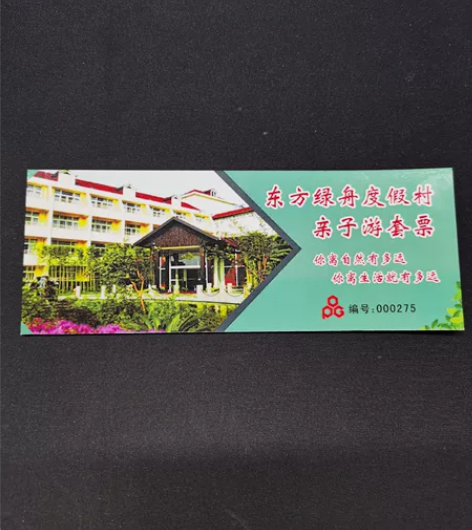 东方绿舟度假村
亲子游套票
你离自然有多远
你离生活就有多远
PG 编号:000275